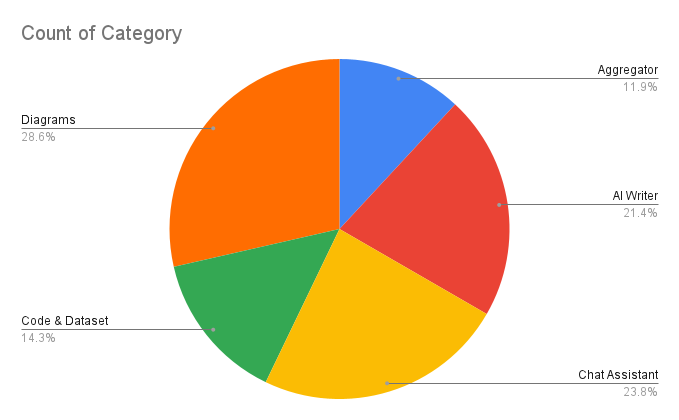 Count of Category
Aggregator
11.9%
Diagrams
28.6%
AI Writer
21.4%
Code & Dataset
14.3%
Chat Assistant
23.8%